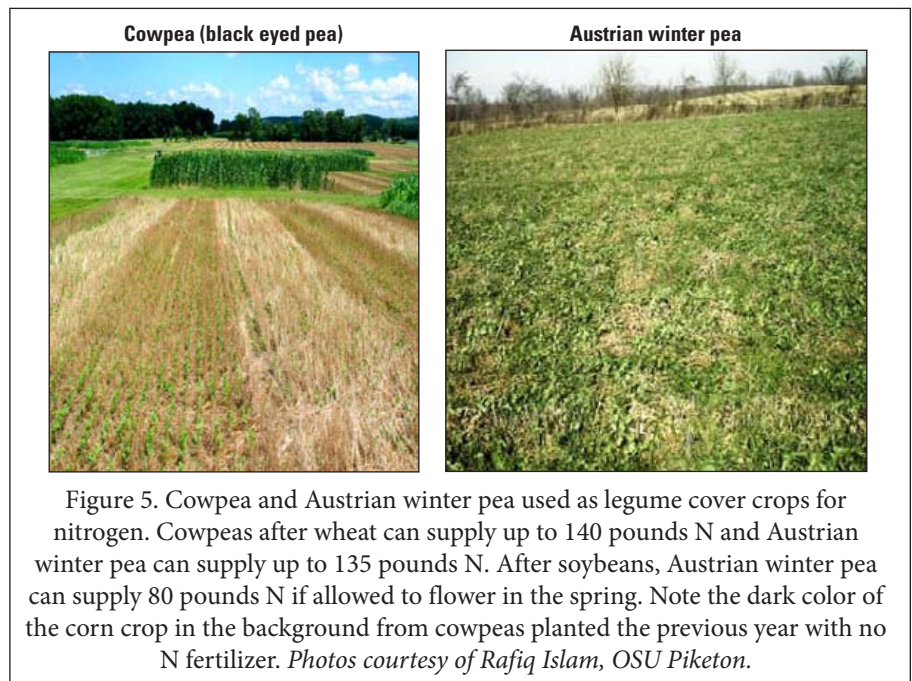 Cowpea (black eyed pea)
Austrian winter pea
Figure 5. Cowpea and Austrian winter pea used as legume cover crops for
nitrogen. Cowpeas after wheat can supply up to 140 pounds N and Austrian
winter pea can supply up to 135 pounds N. After soybeans, Austrian winter pea
can supply 80 pounds N if allowed to flower in the spring. Note the dark color of
the corn crop in the background from cowpeas planted the previous year with no
N fertilizer. Photos courtesy of Rafiq Islam, OSU Piketon.